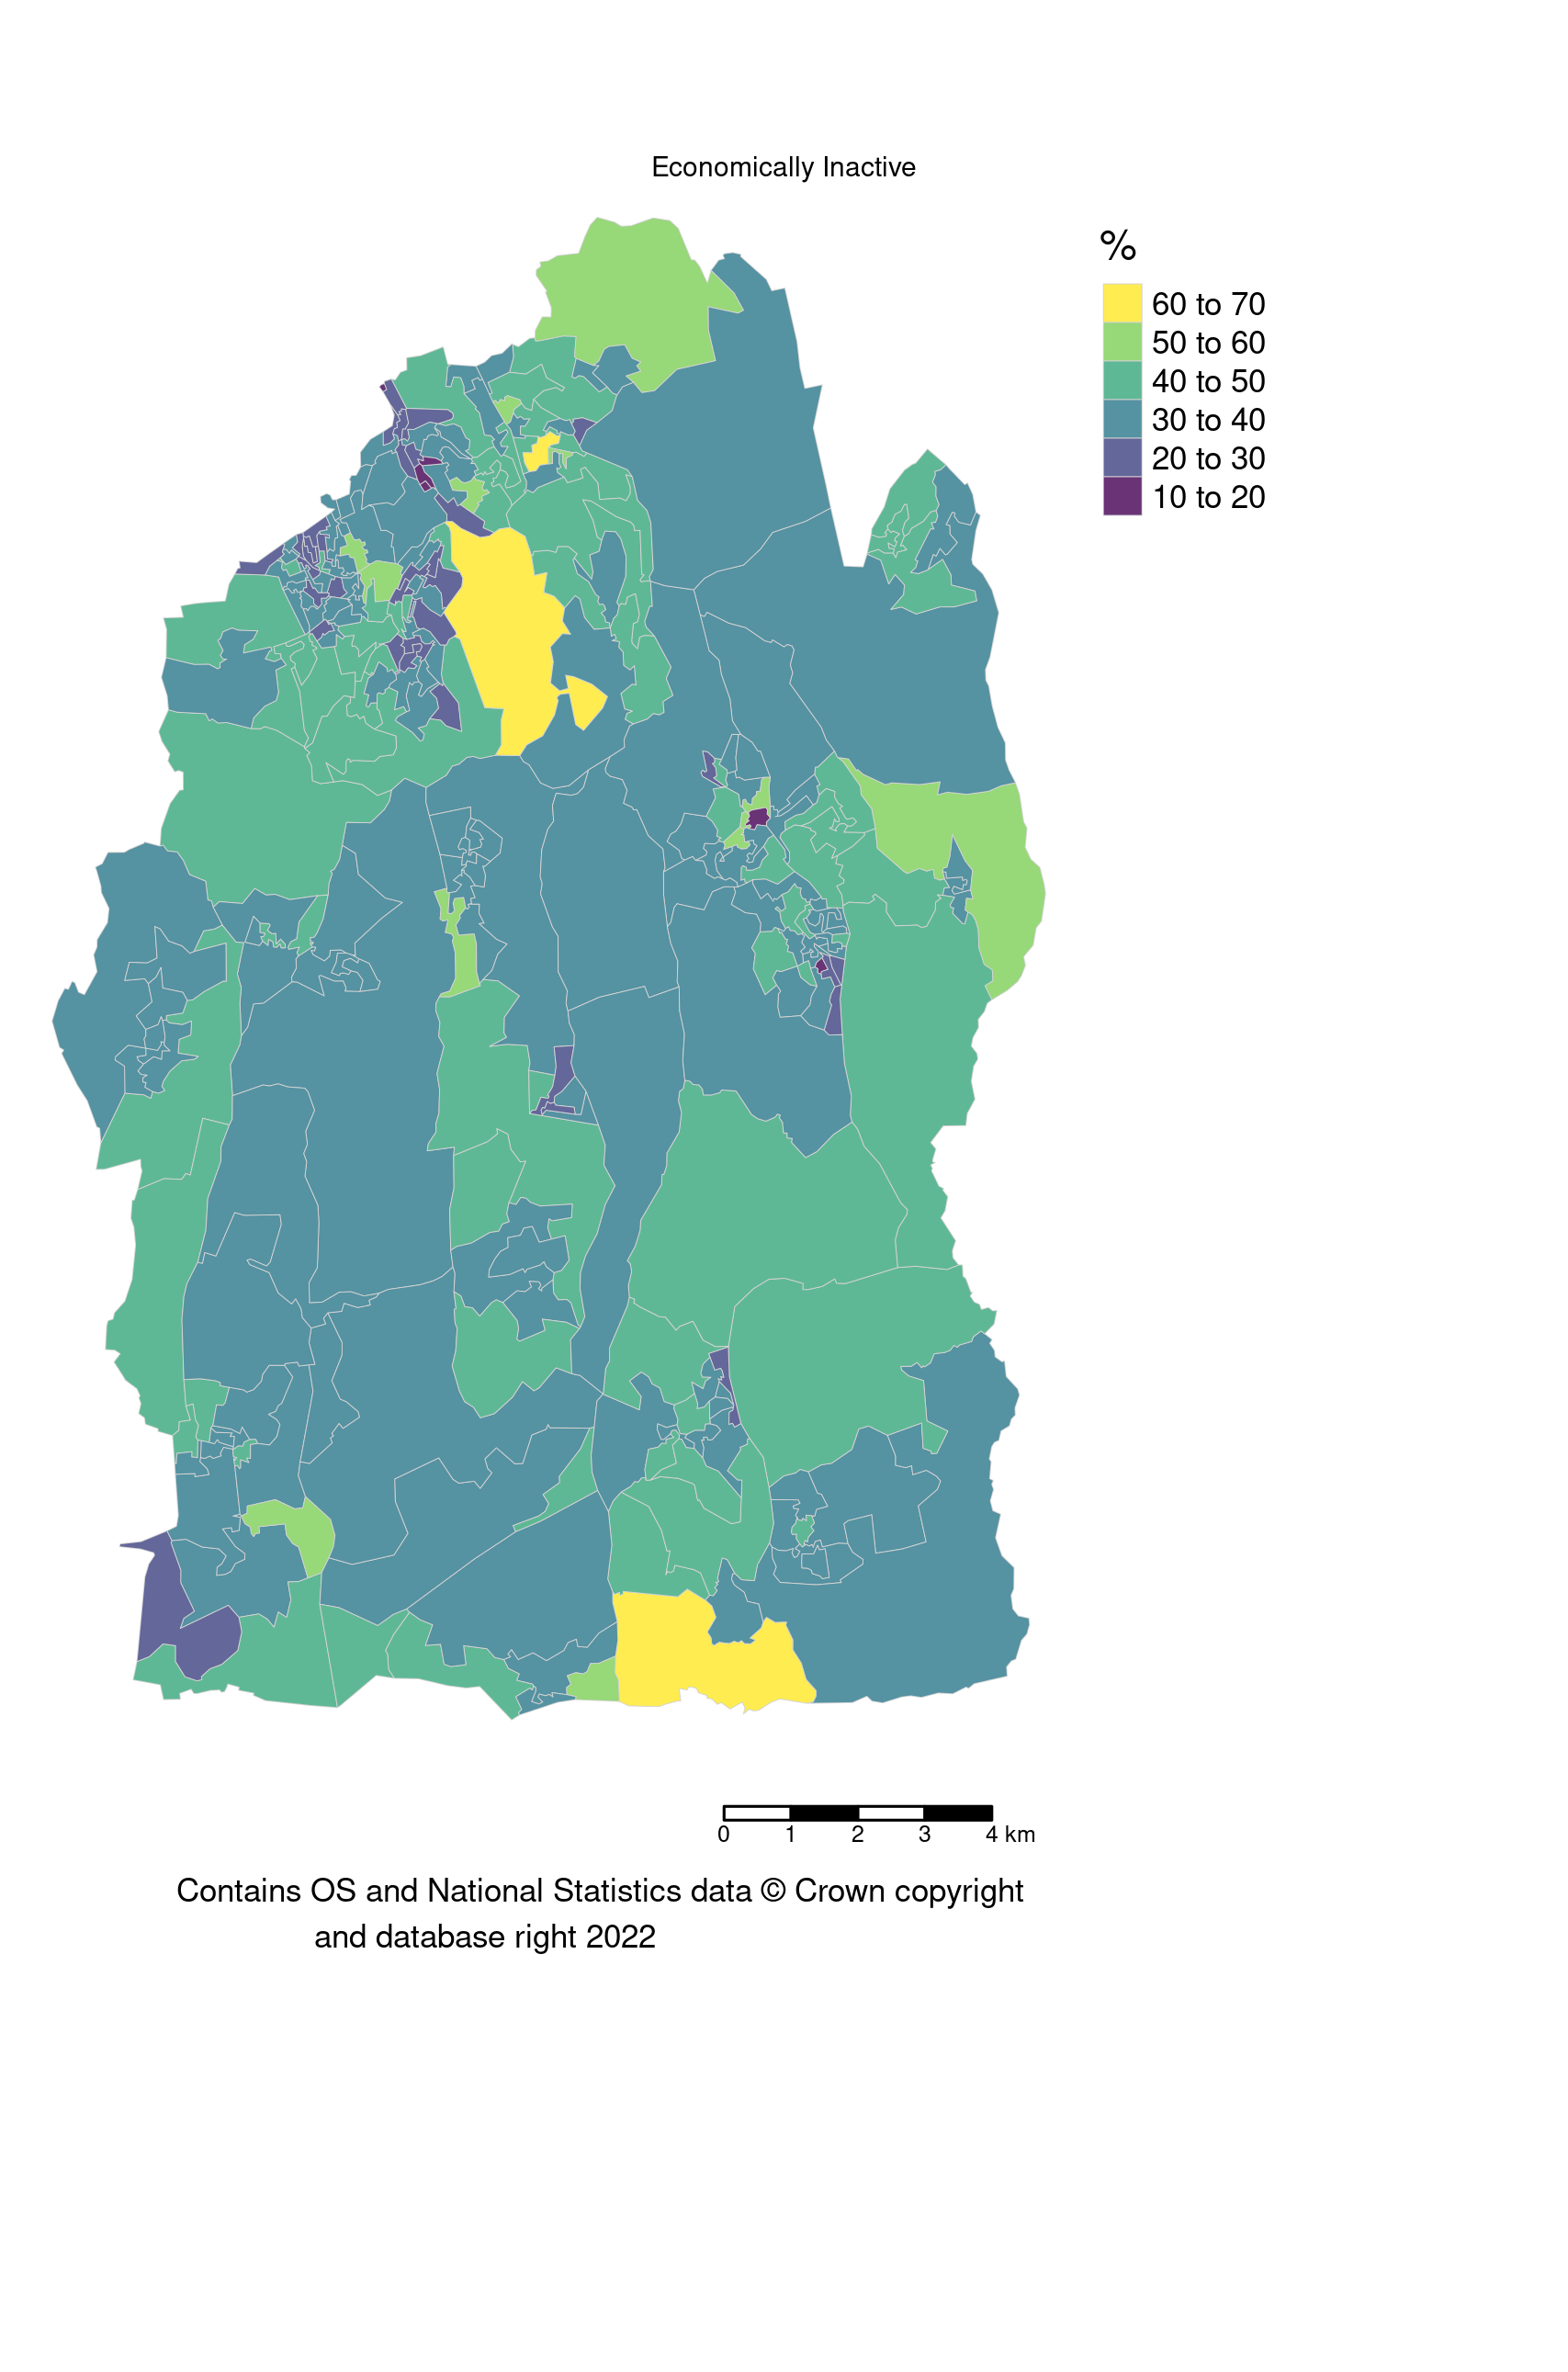 Economically Inactive
%
60 to 70
50 to 60
40 to 50
30 to 40
20 to 30
10 to 20
0 1 2 3 4 km
Contains OS and National Statistics data © Crown copyright
and database right 2022